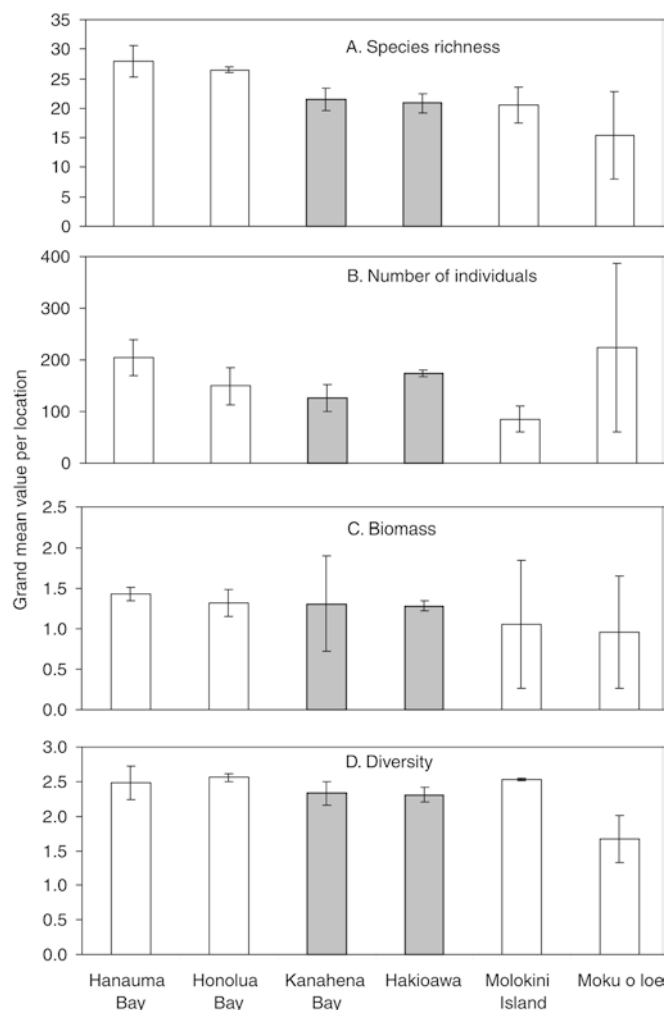 35
A. Species richness
30
25
20
15
10
5
0
400
B. Number of individuals
300
200
100
0
Grand mean value per location
2.5
C. Biomass
2.0
1.5
1.0
0.5
0.0
3.0
D. Diversity
2.5
2.0
1.5
1.0
0.5
0.0
Hanauma Bay
Honolua Bay
Kanahena Bay
Hakioawa
Molokini Island
Moku o loe